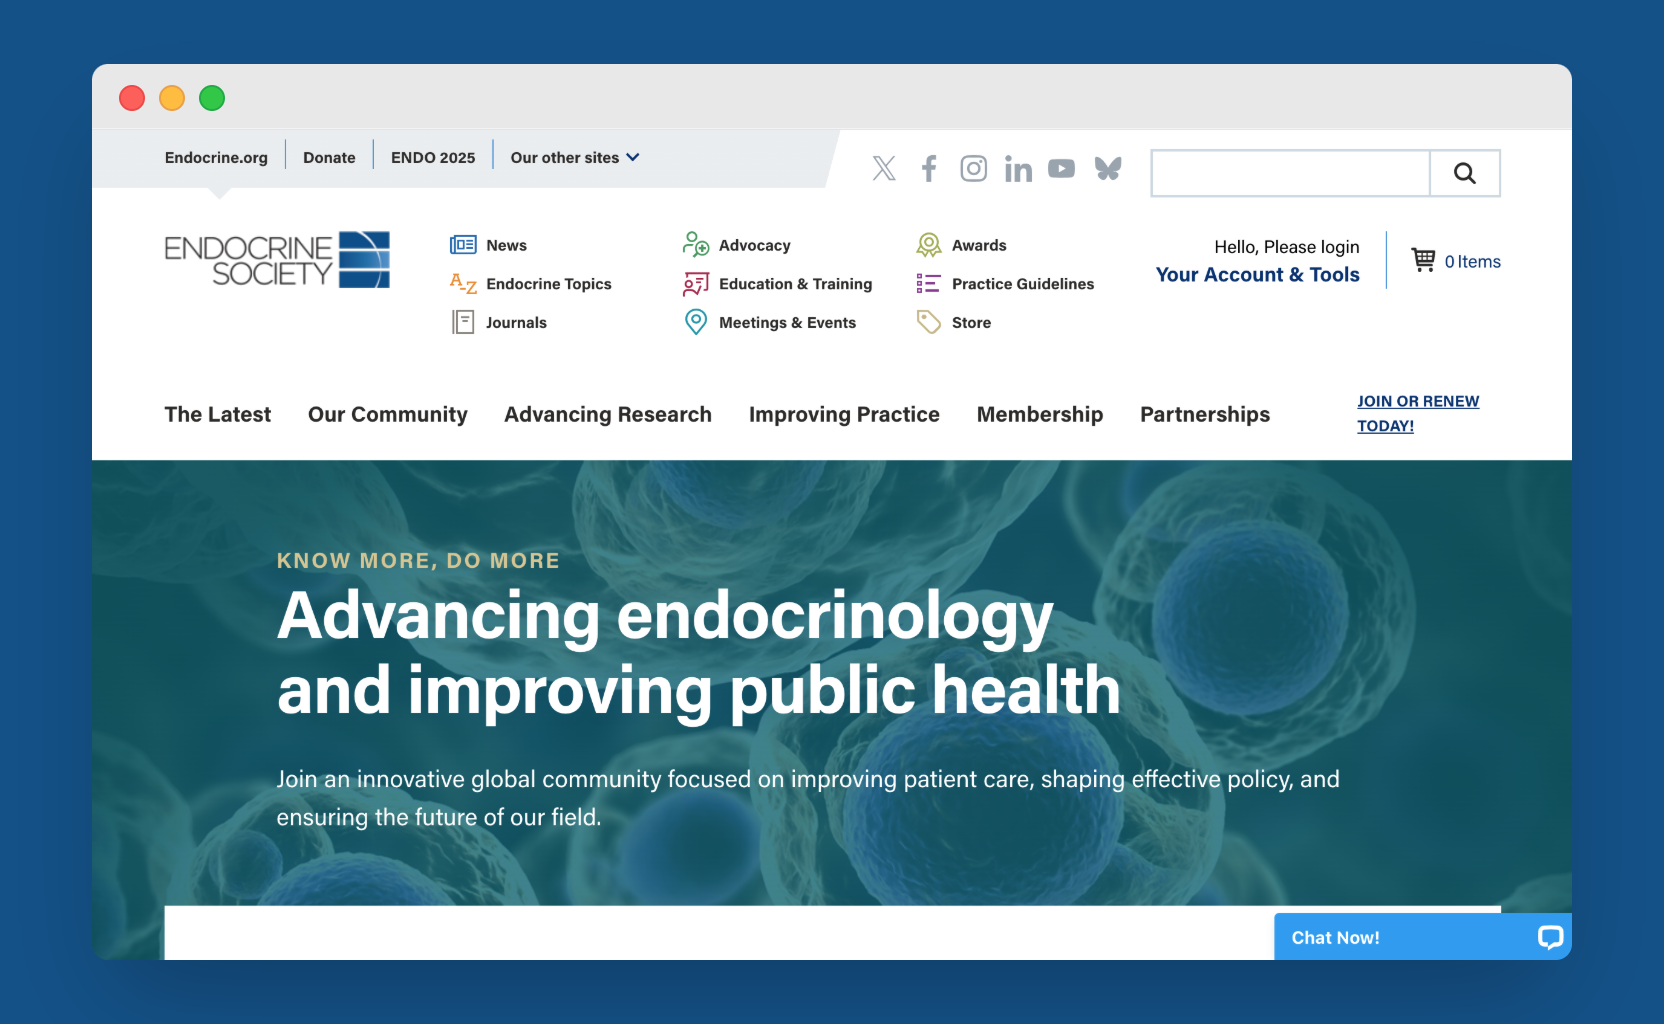 Endocrine.org
Donate
ENDO 2025
Our other sites
ENDOCRINE
SOCIETY
News
Endocrine Topics
Journals
Advocacy
Education & Training
Meetings & Events
Awards
Practice Guidelines
Store
Hello, Please login
Your Account & Tools
0 Items
The Latest
Our Community
Advancing Research
Improving Practice
Membership
Partnerships
JOIN OR RENEW
TODAY!
KNOW MORE, DO MORE
Advancing endocrinology
and improving public health
Join an innovative global community focused on improving patient care, shaping effective policy, and
ensuring the future of our field.
Chat Now!